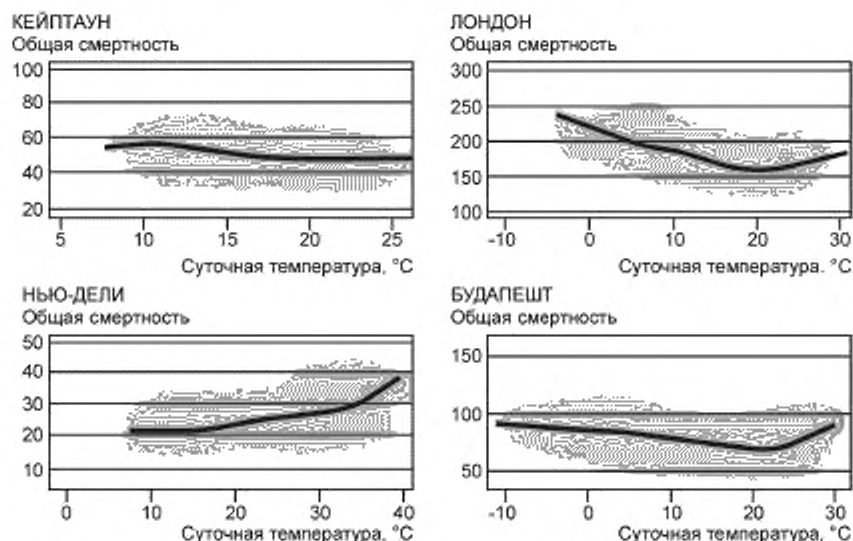 КЕЙПТАУН
Общая смертность
100
80
60
40
20
5 10 15 20 25
Суточная температура, °С
ЛОНДОН
Общая смертность
300
250
200
150
100
-10 0 10 20 30
Суточная температура. °С
НЬЮ-ДЕЛИ
Общая смертность
50
40
30
20
10
0 10 20 30 40
Суточная температура, °С
БУДАПЕШТ
Общая смертность
150
100
50
-10 0 10 20 30
Суточная температура, °С